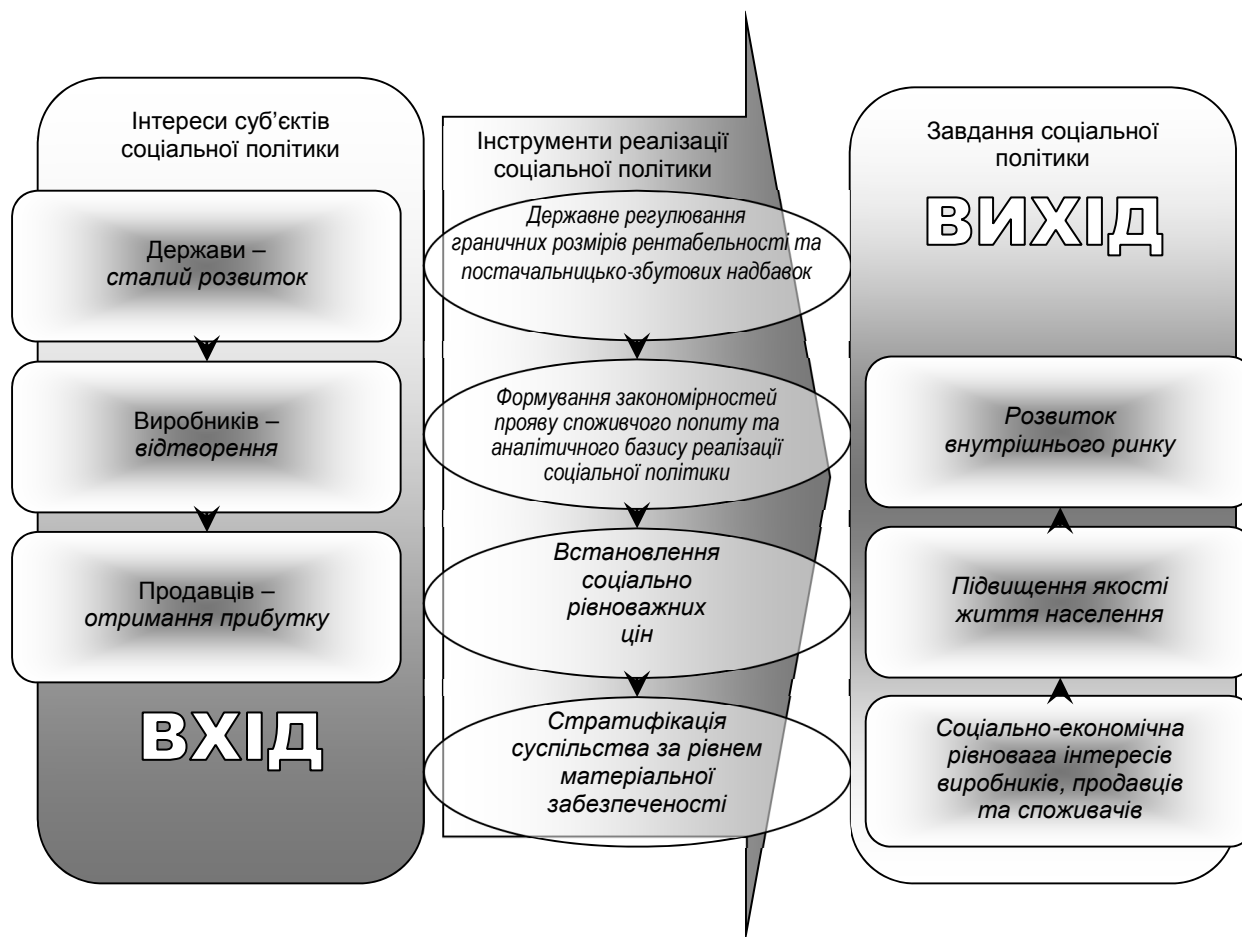 Інтереси суб’єктів
соціальної політики
Держави –
сталий розвиток
Виробників –
відтворення
Продавців –
отримання прибутку
ВХІД
Інструменти реалізації
соціальної політики
Державне регулювання
граничних розмірів рентабельності та
постачальницько-збутових надбавок
Формування закономірностей
прояву споживчого попиту та
аналітичного базису реалізації
соціальної політики
Встановлення
соціально
рівноважних
цін
Стратифікація
суспільства за рівнем
матеріальної
забезпеченості
Завдання соціальної
політики
ВИХІД
Розвиток
внутрішнього ринку
Підвищення якості
життя населення
Соціально-економічна
рівновага інтересів
виробників, продавців
та споживачів